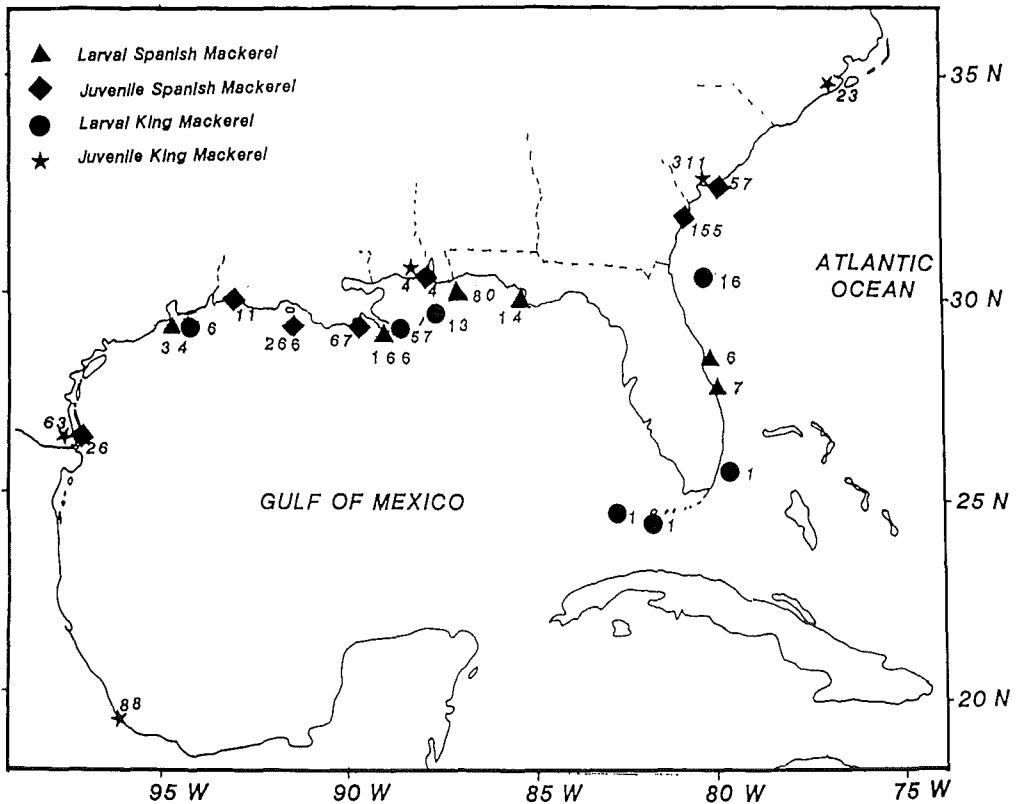 Larval Spanish Mackerel
Juvenile Spanish Mackerel
Larval King Mackerel
Juvenile King Mackerel
35 N
23
311
57
155
ATLANTIC
OCEAN
16
30 N
4
4
80
14
13
57
166
67
266
11
6
34
6
7
63
26
1
GULF OF MEXICO
25 N
1
1
88
20 N
95 W
90 W
85 W
80 W
75 W